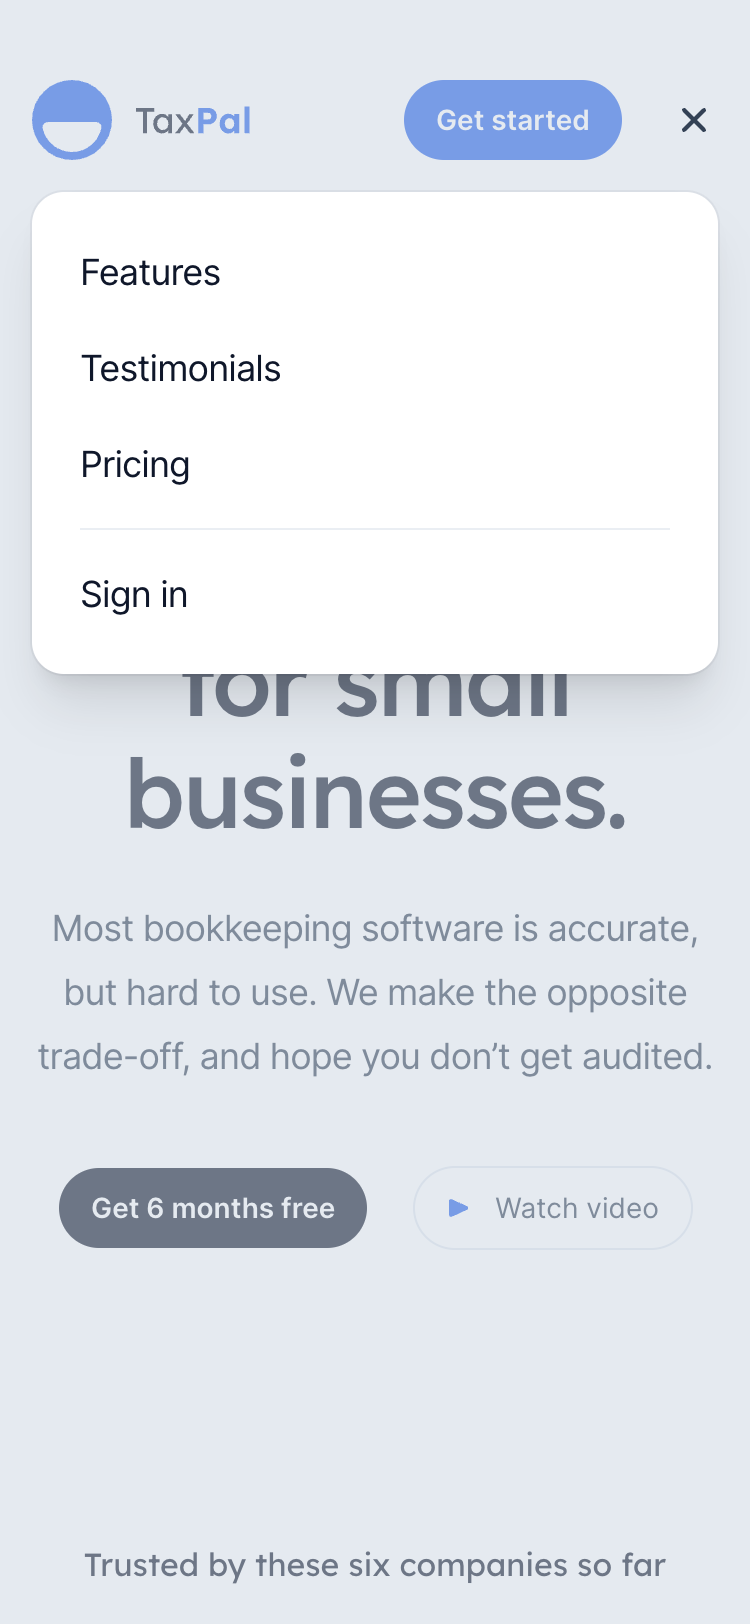 TaxPal
Get started
Features
Testimonials
Pricing
Sign in
for small
businesses.
Most bookkeeping software is accurate,
but hard to use. We make the opposite
trade-off, and hope you don’t get audited.
Get 6 months free
Watch video
Trusted by these six companies so far